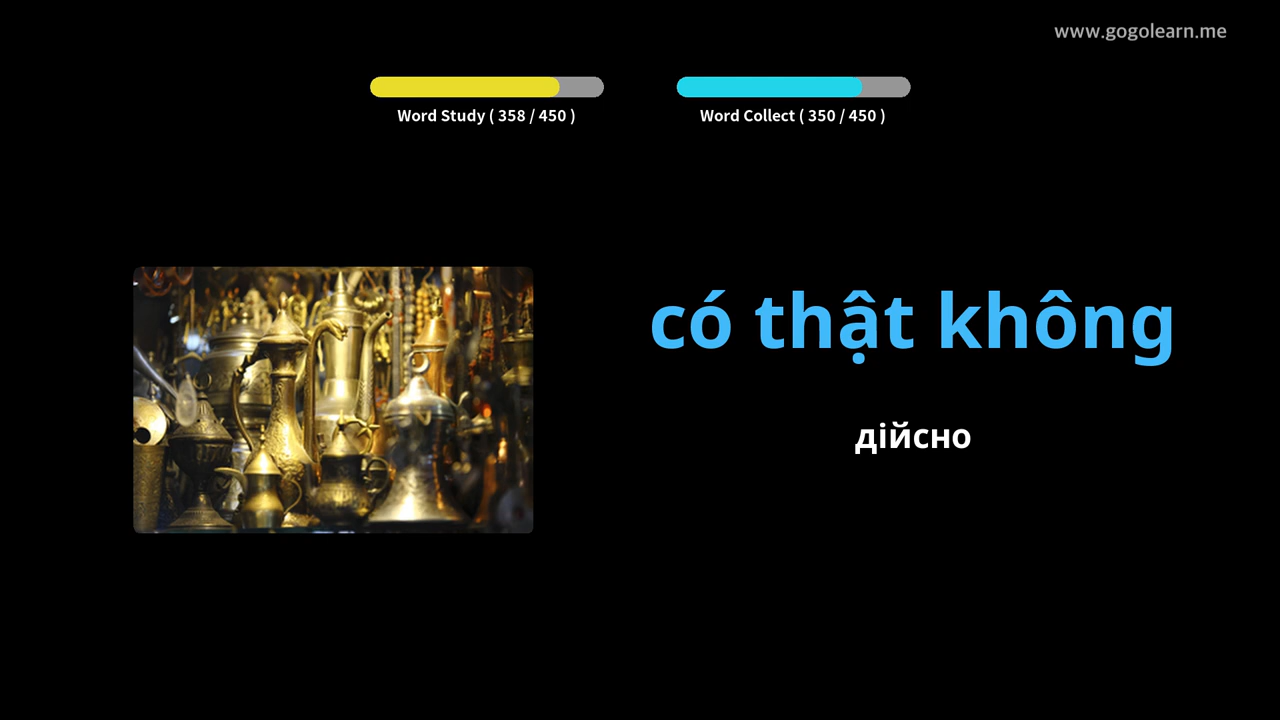 www.gogolearn.me
Word Study ( 358 / 450 )
Word Collect ( 350 / 450 )
có thật không
дійсно